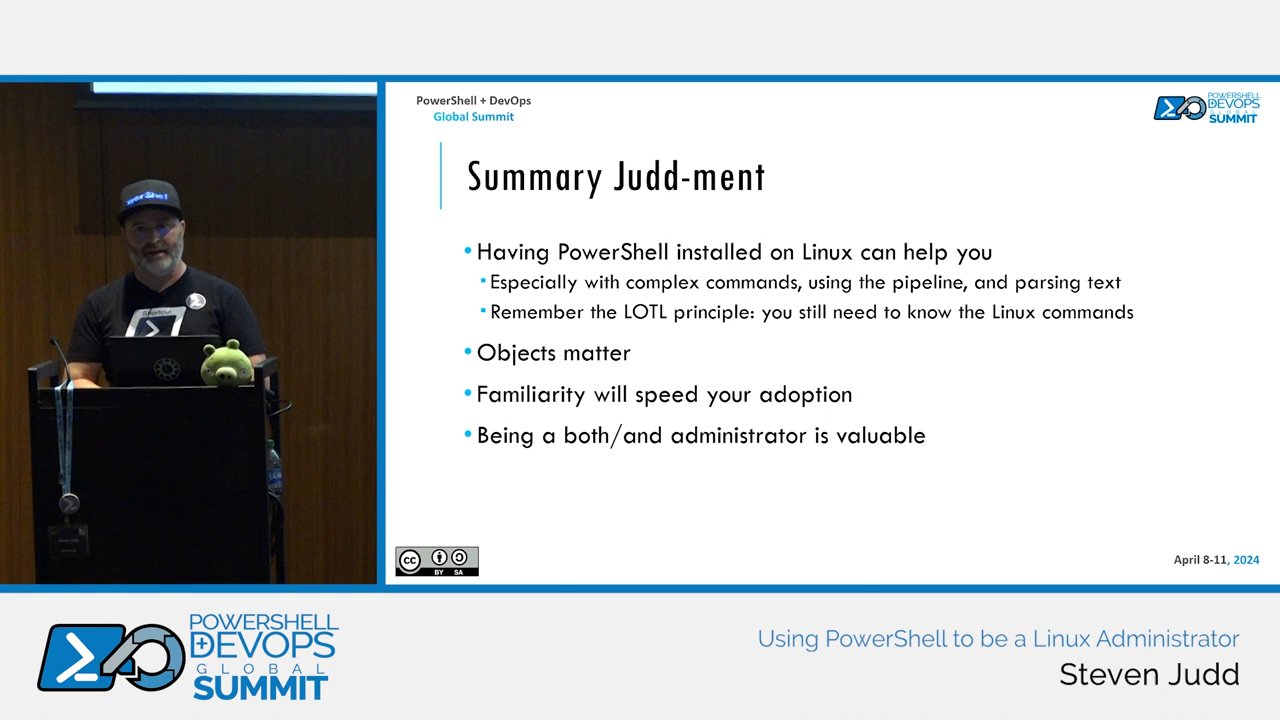 PowerShell + DevOps
Global Summit
POWERSHELL
DEVOPS
GLOBAL
SUMMIT
Summary Judd-ment
• Having PowerShell installed on Linux can help you
▪ Especially with complex commands, using the pipeline, and parsing text
▪ Remember the LOTL principle: you still need to know the Linux commands
• Objects matter
• Familiarity will speed your adoption
• Being a both/and administrator is valuable
cc
BY SA
April 8-11, 2024
POWERSHELL
+DEVOPS
GLOBAL
SUMMIT
Using PowerShell to be a Linux Administrator
Steven Judd